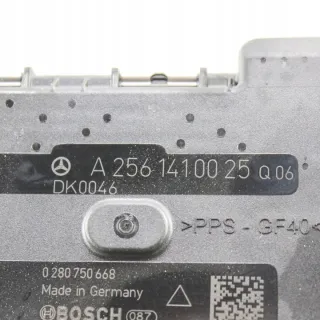 A 256 141 00 25 Q 06
DK0046
>PPS - GF40<
0 280 750 668
Made in Germany
BOSCH 087